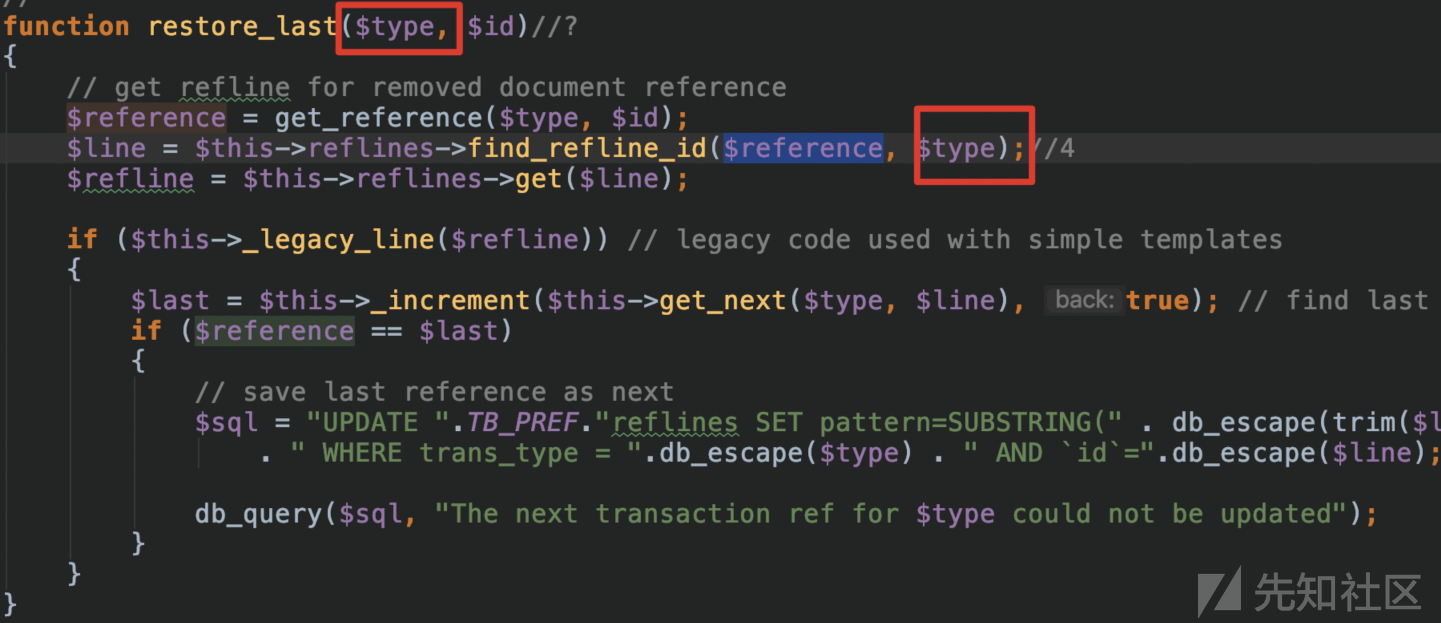 //
function restore_last($type, $id)//?
{
    // get refline for removed document reference
    $reference = get_reference($type, $id);
    $line = $this->reflines->find_refline_id($reference, $type);//4
    $refline = $this->reflines->get($line);
    if ($this->_legacy_line($refline)) // legacy code used with simple templates
    {
        $last = $this->_increment($this->get_next($type, $line), back: true); // find last
        if ($reference == $last)
        {
            // save last reference as next
            $sql = "UPDATE ".TB_PREF."reflines SET pattern=SUBSTRING(" . db_escape(trim($l
                . " WHERE trans_type = ".db_escape($type) . " AND `id`=".db_escape($line);
            db_query($sql, "The next transaction ref for $type could not be updated");
        }
    }
}
先知社区